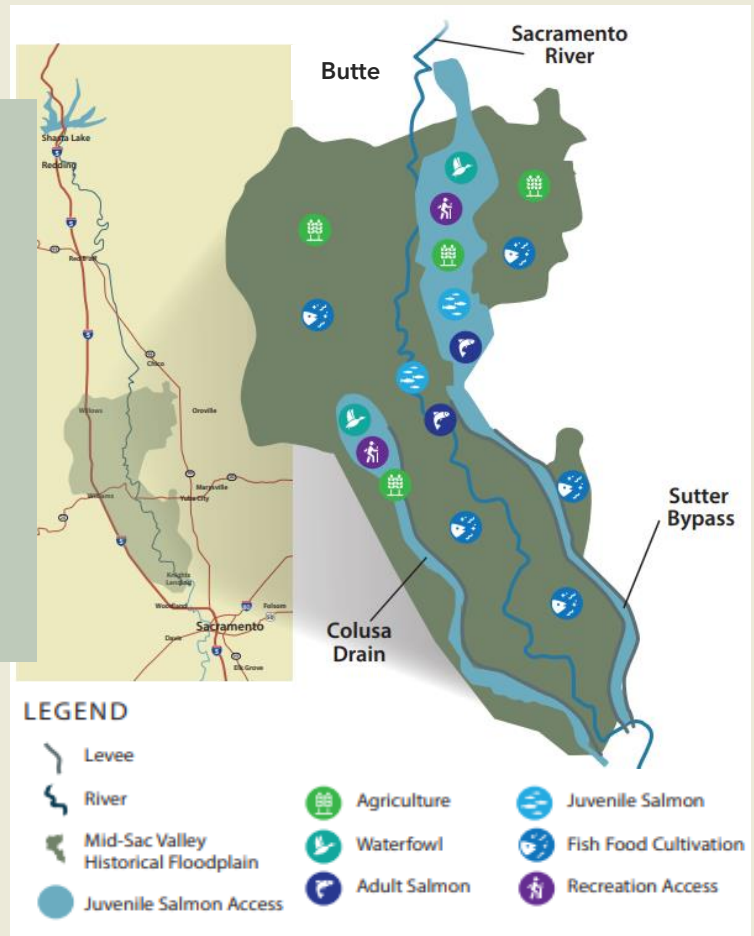 Sacramento
River
Butte
Shasta Lake
Redding
Red Bluff
Chico
Willows
Oroville
Williams
Marysville
Yuba City
Knights
Landing
Woodland
Sacramento
Folsom
Davis
Elk Grove
Sutter
Bypass
Colusa
Drain
LEGEND
Levee
River
Mid-Sac Valley
Historical Floodplain
Juvenile Salmon Access
Agriculture
Waterfowl
Adult Salmon
Juvenile Salmon
Fish Food Cultivation
Recreation Access